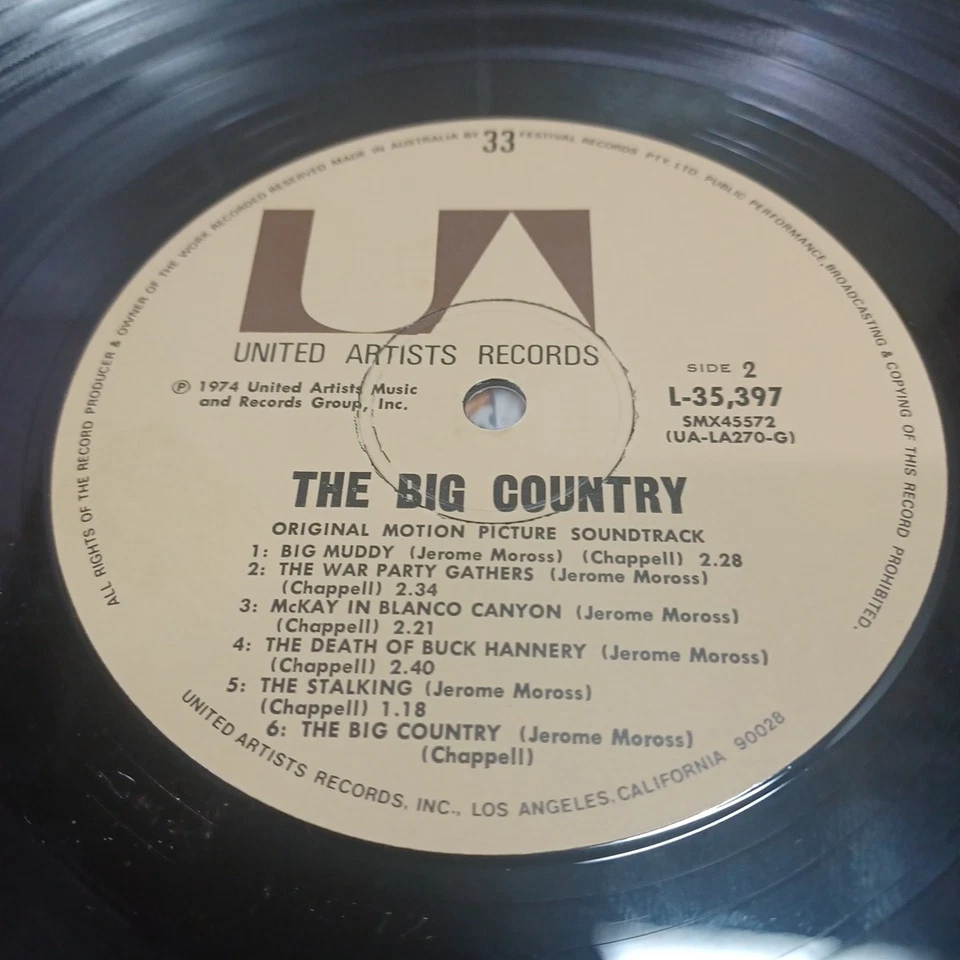 33
ALL RIGHTS OF THE RECORD PRODUCER & OWNER OF THE WORK RECORDED RESERVED MADE IN AUSTRALIA BY FESTIVAL RECORDS PTY. LTD. PUBLIC PERFORMANCE, BROADCASTING & COPYING OF THIS RECORD PROHIBITED.
UA
UNITED ARTISTS RECORDS
SIDE 2
℗ 1974 United Artists Music
and Records Group, Inc.
L-35,397
SMX45572
(UA-LA270-G)
THE BIG COUNTRY
ORIGINAL MOTION PICTURE SOUNDTRACK
1: BIG MUDDY (Jerome Moross) (Chappell) 2.28
2: THE WAR PARTY GATHERS (Jerome Moross)
(Chappell) 2.34
3: McKAY IN BLANCO CANYON (Jerome Moross)
(Chappell) 2.21
4: THE DEATH OF BUCK HANNERY (Jerome Moross)
(Chappell) 2.40
5: THE STALKING (Jerome Moross)
(Chappell) 1.18
6: THE BIG COUNTRY (Jerome Moross)
(Chappell)
UNITED ARTISTS RECORDS, INC., LOS ANGELES, CALIFORNIA 90028